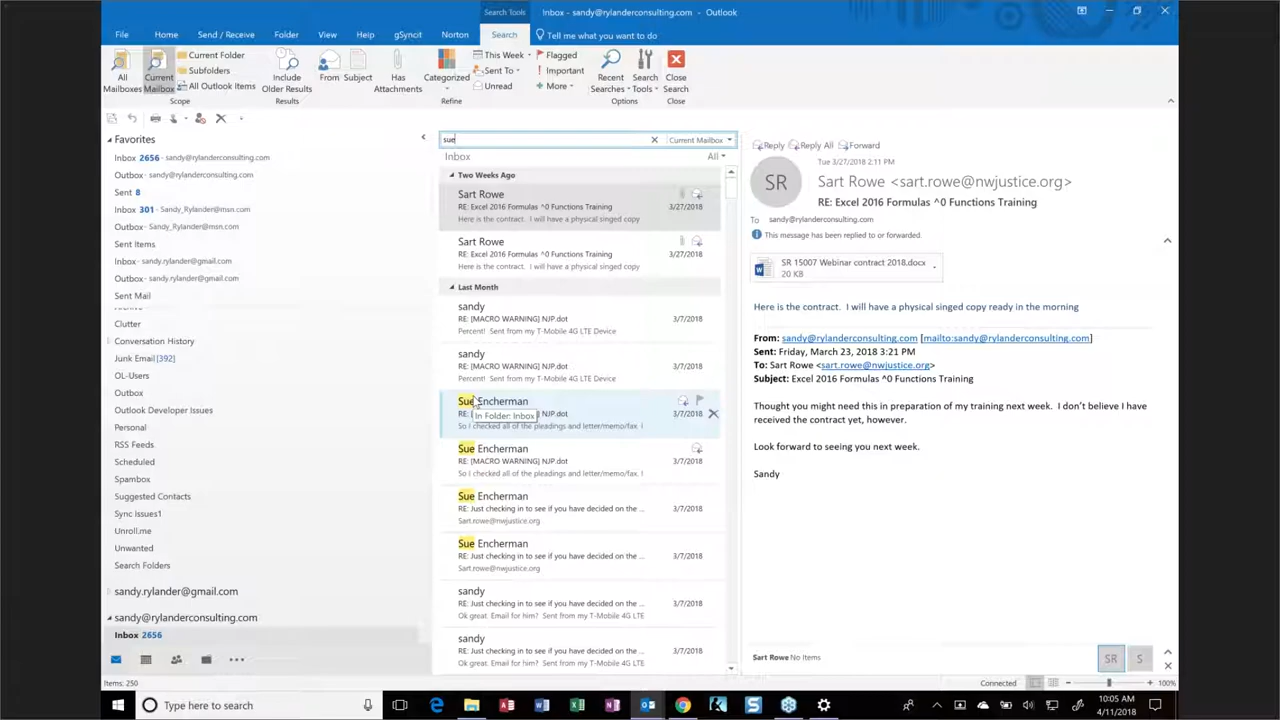 Search Tools
Inbox - sandy@rylanderconsulting.com - Outlook
File Home Send / Receive Folder View Help gSyncit Norton Search Tell me what you want to do
All Mailboxes
Current Mailbox
Current Folder
Subfolders
All Outlook Items
Scope
Include Older Results
Results
From
Subject
Has Attachments
Categorized
This Week
Sent To
Unread
Flagged
Important
More
Refine
Recent Searches
Search Tools
Options
Close Search
Close
Favorites
Inbox 2656 - sandy@rylanderconsulting.com
Outbox - sandy@rylanderconsulting.com
Sent 8
Inbox 301 - Sandy_Rylander@msn.com
Outbox - Sandy_Rylander@msn.com
Sent Items
Inbox - sandy.rylander@gmail.com
Outbox - sandy.rylander@gmail.com
Sent Mail
Archive
Clutter
Conversation History
Junk Email [392]
OL-Users
Outbox
Outlook Developer Issues
Personal
RSS Feeds
Scheduled
Spambox
Suggested Contacts
Sync Issues1
Unroll.me
Unwanted
Search Folders
sandy.rylander@gmail.com
sandy@rylanderconsulting.com
Inbox 2656
sue
Current Mailbox
Inbox
All
Two Weeks Ago
Sart Rowe
RE: Excel 2016 Formulas ^0 Functions Training 3/27/2018
Here is the contract. I will have a physical singed copy
Sart Rowe
RE: Excel 2016 Formulas ^0 Functions Training 3/27/2018
Here is the contract. I will have a physical singed copy
Last Month
sandy
RE: [MACRO WARNING] NJP.dot 3/7/2018
Percent! Sent from my T-Mobile 4G LTE Device
sandy
RE: [MACRO WARNING] NJP.dot 3/7/2018
Percent! Sent from my T-Mobile 4G LTE Device
Sue Encherman
In Folder: Inbox
NJP.dot 3/7/2018
So I checked all of the pleadings and letter/memo/fax. I
Sue Encherman
RE: [MACRO WARNING] NJP.dot 3/7/2018
So I checked all of the pleadings and letter/memo/fax. I
Sue Encherman
RE: Just checking in to see if you have decided on the ... 3/7/2018
Sart.rowe@nwjustice.org
Sue Encherman
RE: Just checking in to see if you have decided on the ... 3/7/2018
Sart.rowe@nwjustice.org
sandy
RE: Just checking in to see if you have decided on the ... 3/7/2018
Ok great. Email for him? Sent from my T-Mobile 4G LTE
sandy
RE: Just checking in to see if you have decided on the ... 3/7/2018
Ok great. Email for him? Sent from my T-Mobile 4G LTE
Reply Reply All Forward
Tue 3/27/2018 2:11 PM
SR
Sart Rowe <sart.rowe@nwjustice.org>
RE: Excel 2016 Formulas ^0 Functions Training
To sandy@rylanderconsulting.com
This message has been replied to or forwarded.
SR 15007 Webinar contract 2018.docx
20 KB
Here is the contract. I will have a physical singed copy ready in the morning
From: sandy@rylanderconsulting.com [mailto:sandy@rylanderconsulting.com]
Sent: Friday, March 23, 2018 3:21 PM
To: Sart Rowe <sart.rowe@nwjustice.org>
Subject: Excel 2016 Formulas ^0 Functions Training
Thought you might need this in preparation of my training next week. I don't believe I have
received the contract yet, however.
Look forward to seeing you next week.
Sandy
Sart Rowe No Items
SR S
Items: 250
Connected
100%
Type here to search
10:05 AM
4/11/2018